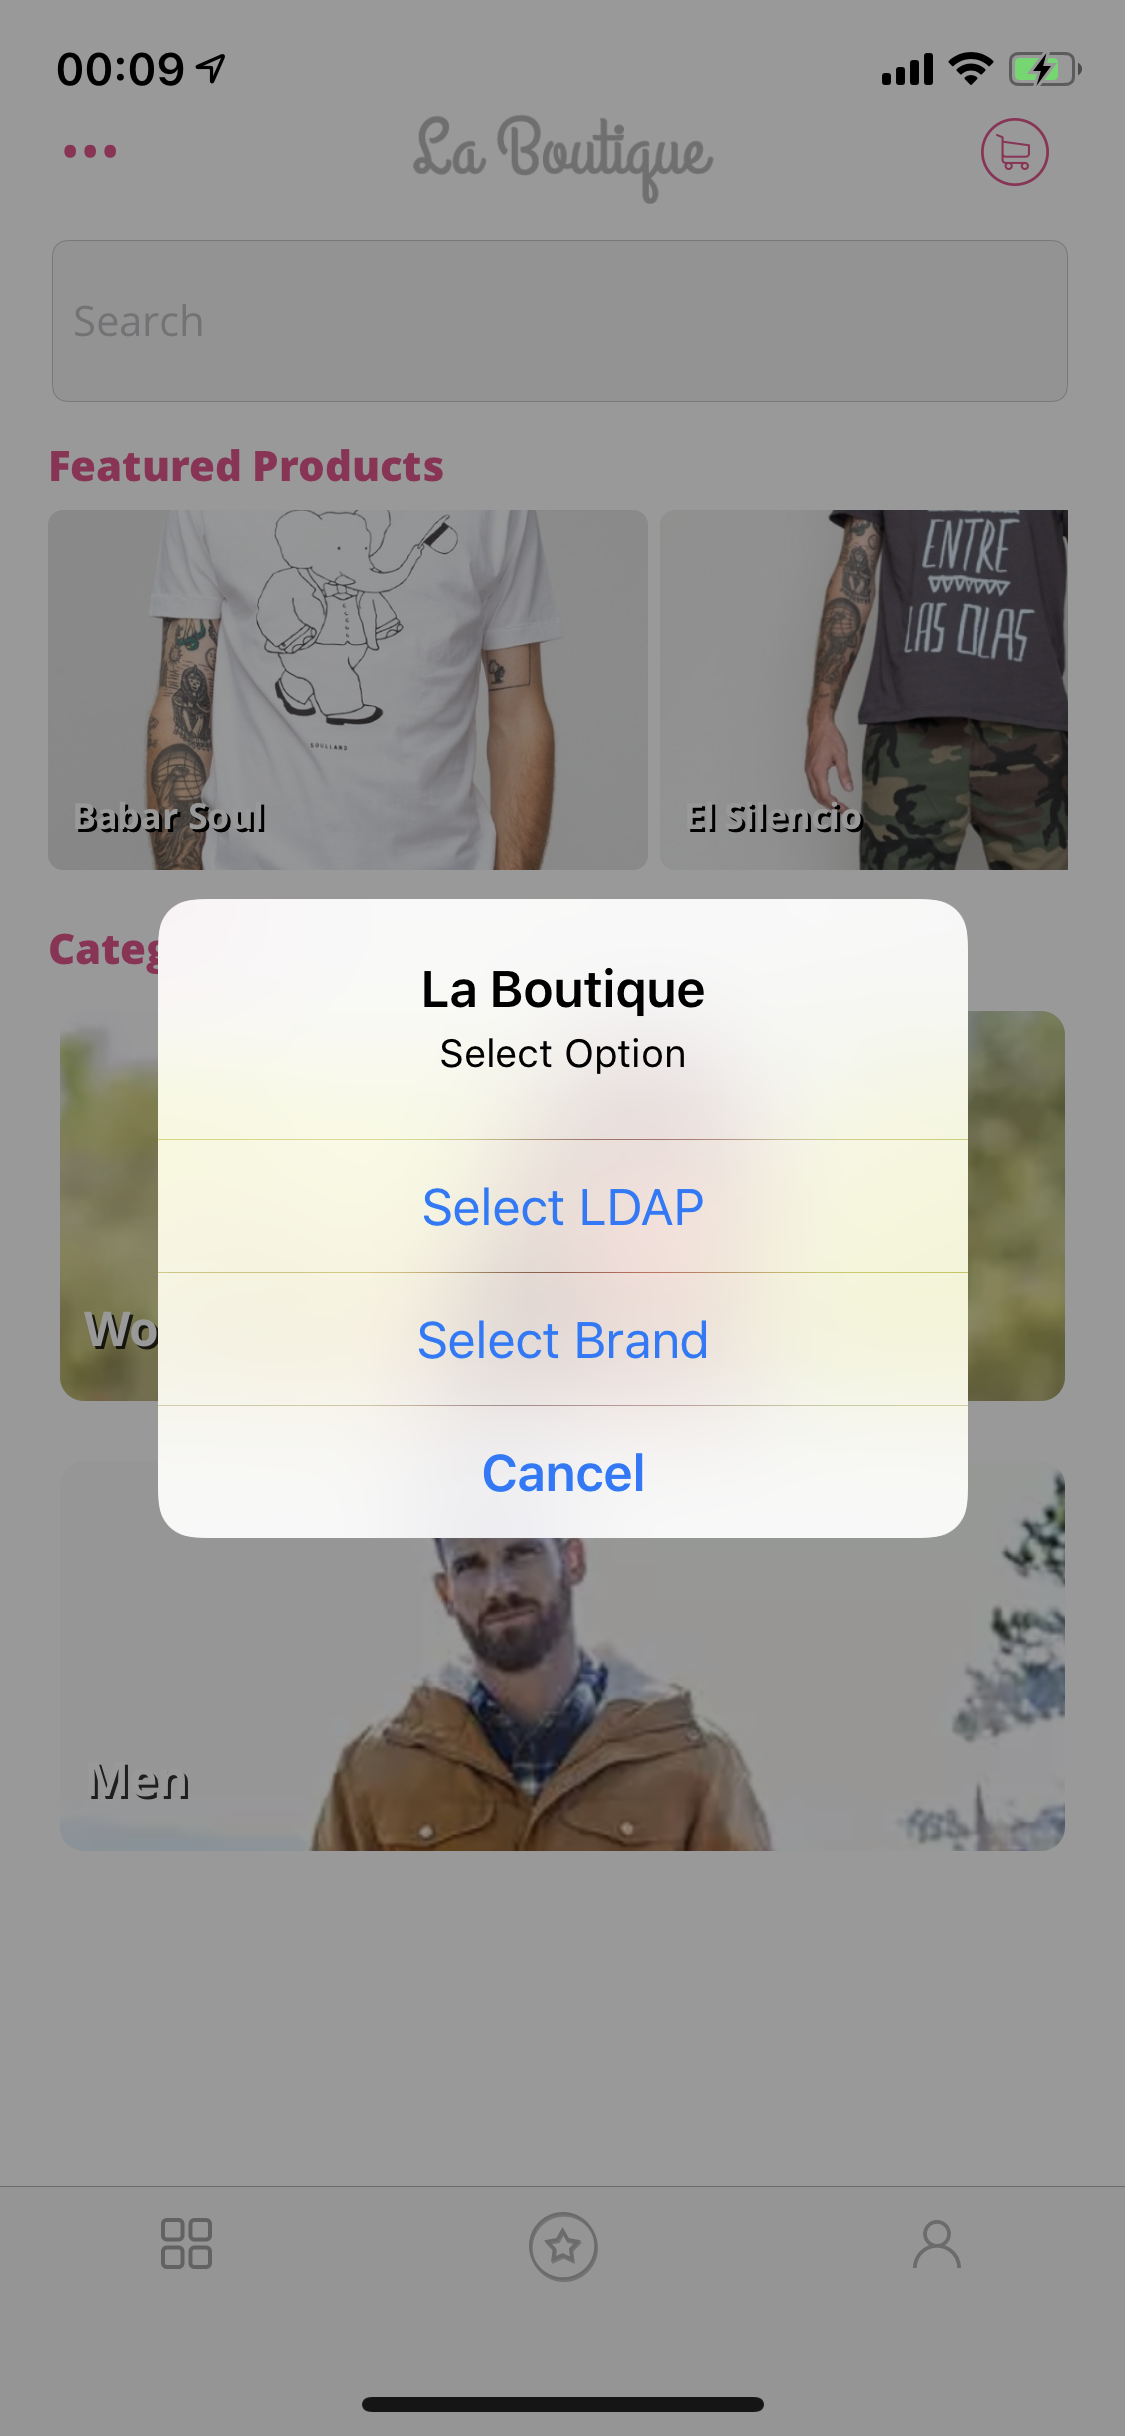 00:09
La Boutique
Search
Featured Products
ENTRE
LAS OLAS
SOULLAND
Babar Soul
El Silencio
Categ
La Boutique
Select Option
Select LDAP
Wo
Select Brand
Cancel
Men